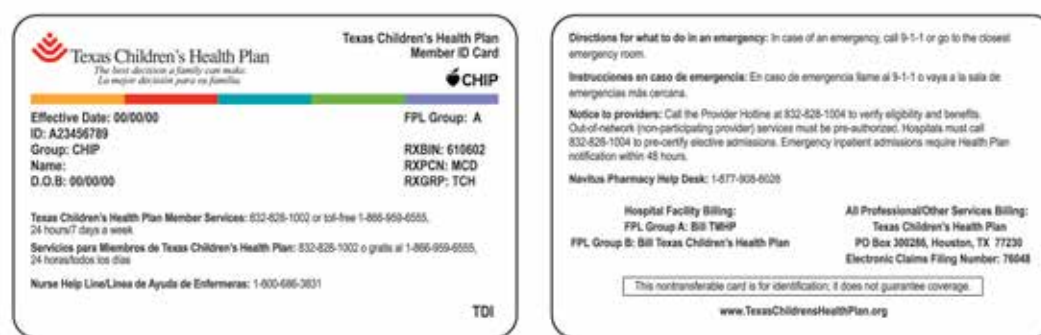 Texas Children's Health Plan
The best decision a family can make.
La mejor decisión para su familia.
Texas Children's Health Plan
Member ID Card
CHIP
Effective Date: 00/00/00
FPL Group: A
ID: A23456789
Group: CHIP
RXBIN: 610602
Name:
RXPCN: MCD
D.O.B: 00/00/00
RXGRP: TCH
Texas Children's Health Plan Member Services: 832-828-1002 or toll-free 1-866-959-6555,
24 hours/7 days a week
Servicios para Miembros de Texas Children's Health Plan: 832-828-1002 o gratis al 1-866-959-6555,
24 horas/todos los días
Nurse Help Line/Linea de Ayuda de Enfermeras: 1-800-686-3831
TDI
Directions for what to do in an emergency: In case of an emergency, call 9-1-1 or go to the closest
emergency room.
Instrucciones en caso de emergencia: En caso de emergencia llame al 9-1-1 o vaya a la sala de
emergencias más cercana.
Notice to providers: Call the Provider Hotline at 832-828-1004 to verify eligibility and benefits.
Out-of-network (non-participating provider) services must be pre-authorized. Hospitals must call
832-828-1004 to pre-certify elective admissions. Emergency inpatient admissions require Health Plan
notification within 48 hours.
Navitus Pharmacy Help Desk: 1-877-908-6028
Hospital Facility Billing:
FPL Group A: Bill TMHP
FPL Group B: Bill Texas Children's Health Plan
All Professional/Other Services Billing:
Texas Children's Health Plan
PO Box 300286, Houston, TX 77230
Electronic Claims Filing Number: 76048
This nontransferable card is for identification; it does not guarantee coverage.
www.TexasChildrensHealthPlan.org